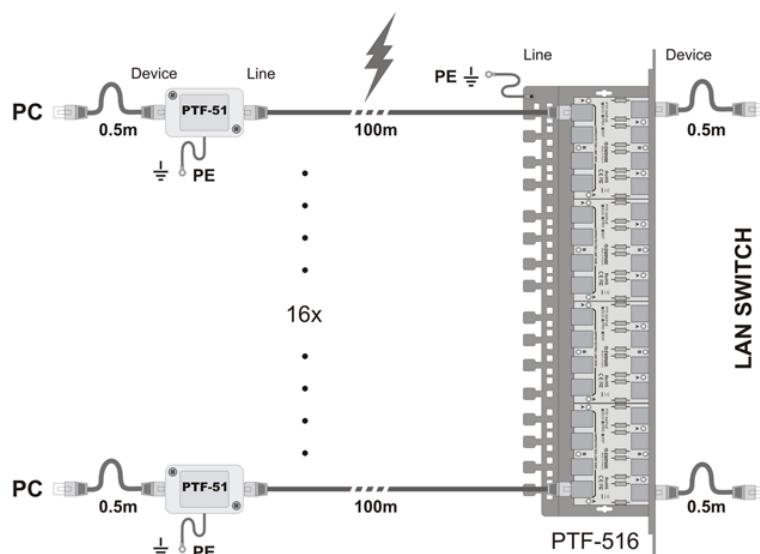 Device
Line
Line
Device
PE
PC
PTF-51
0.5m
100m
0.5m
PE
16x
LAN SWITCH
PC
PTF-51
0.5m
100m
0.5m
PE
PTF-516